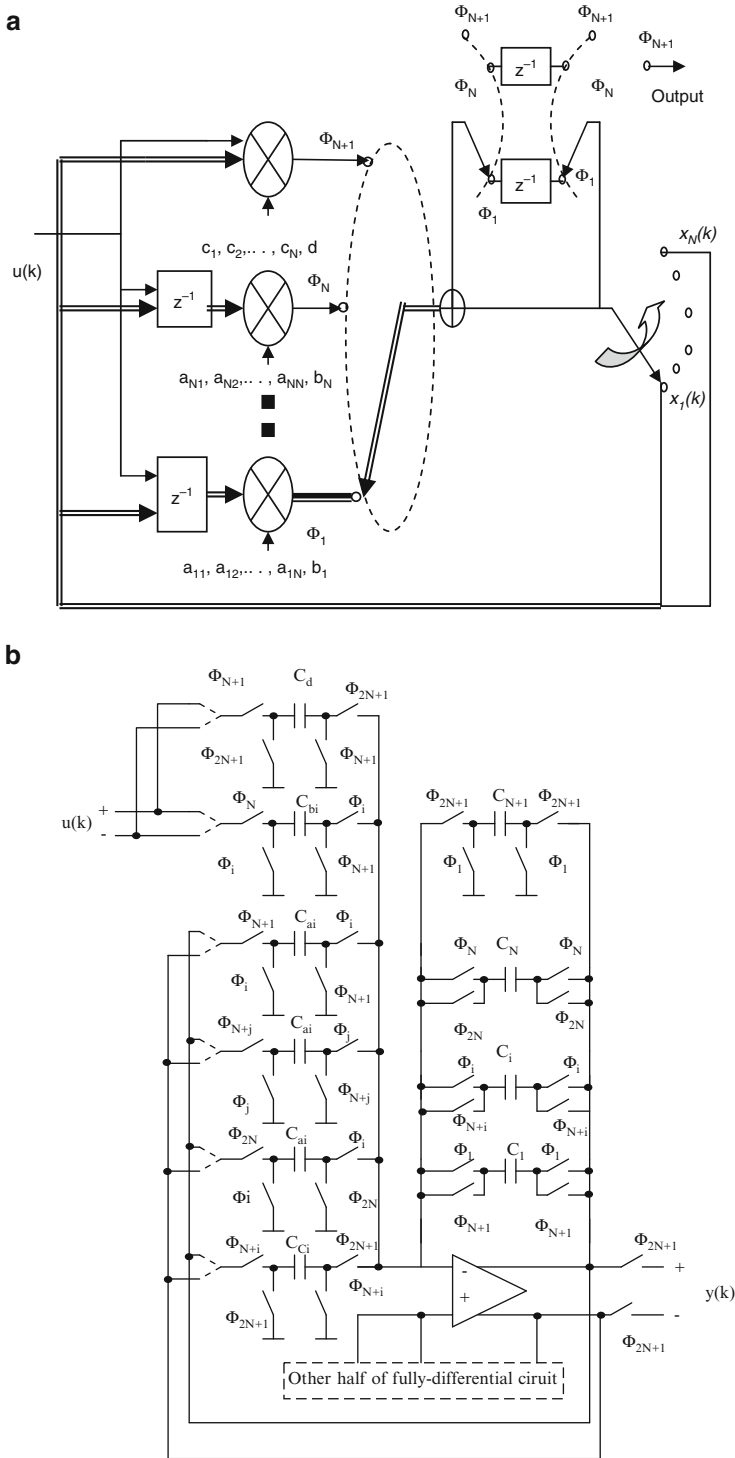 a
Φ_{N+1} Φ_{N+1}
z^{−1} Φ_{N+1}
Φ_N Φ_N Output
Φ_{N+1}
z^{−1} Φ_1
Φ_1
c_1, c_2,.. . , c_N, d x_N(k)
u(k) Φ_N
z^{−1}
a_{N1}, a_{N2},.. . , a_{NN}, b_N
x_1(k)
z^{−1}
Φ_1
a_{11}, a_{12},.. . , a_{1N}, b_1
b
Φ_{N+1} C_d Φ_{2N+1}
Φ_{2N+1} Φ_{N+1}
Φ_N C_{bi} Φ_i Φ_{2N+1} C_{N+1} Φ_{2N+1}
+
u(k)
-
Φ_i Φ_{N+1} Φ_1 Φ_1
Φ_{N+1} C_{ai} Φ_i
Φ_N C_N Φ_N
Φ_i Φ_{N+1}
Φ_{2N} Φ_{2N}
Φ_{N+j} C_{ai} Φ_j
Φ_i C_i Φ_i
Φ_j Φ_{N+j} Φ_{N+i} Φ_{N+i}
Φ_{2N} C_{ai} Φ_i Φ_1 C_1 Φ_1
Φi Φ_{2N}
Φ_{N+1} Φ_{N+1}
Φ_{N+i} C_{Ci} Φ_{2N+1} Φ_{2N+1}
- +
Φ_{2N+1} Φ_{N+i} + y(k)
-
Φ_{2N+1}
Other half of fully-differential ciruit